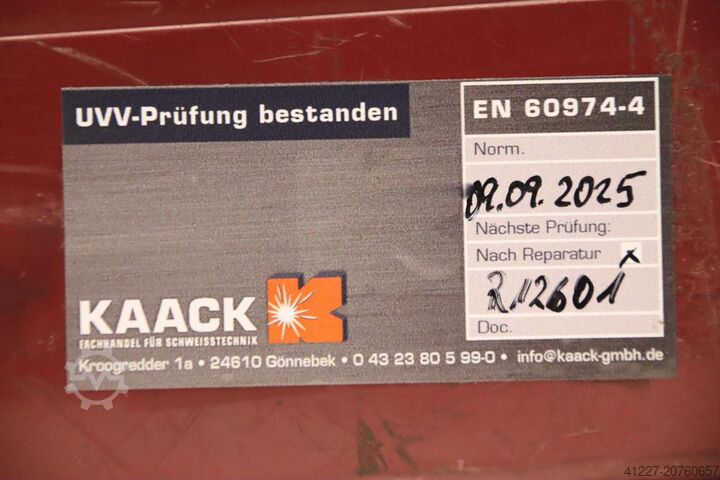 UVV-Prüfung bestanden
EN 60974-4
Norm.
09.09.2025
Nächste Prüfung:
Nach Reparatur x
R12601
Doc.
KAACK
FACHHANDEL FÜR SCHWEISSTECHNIK
Kroogredder 1a • 24610 Gönnebek • 0 43 23 80 5 99-0 • info@kaack-gmbh.de
41227-20760657